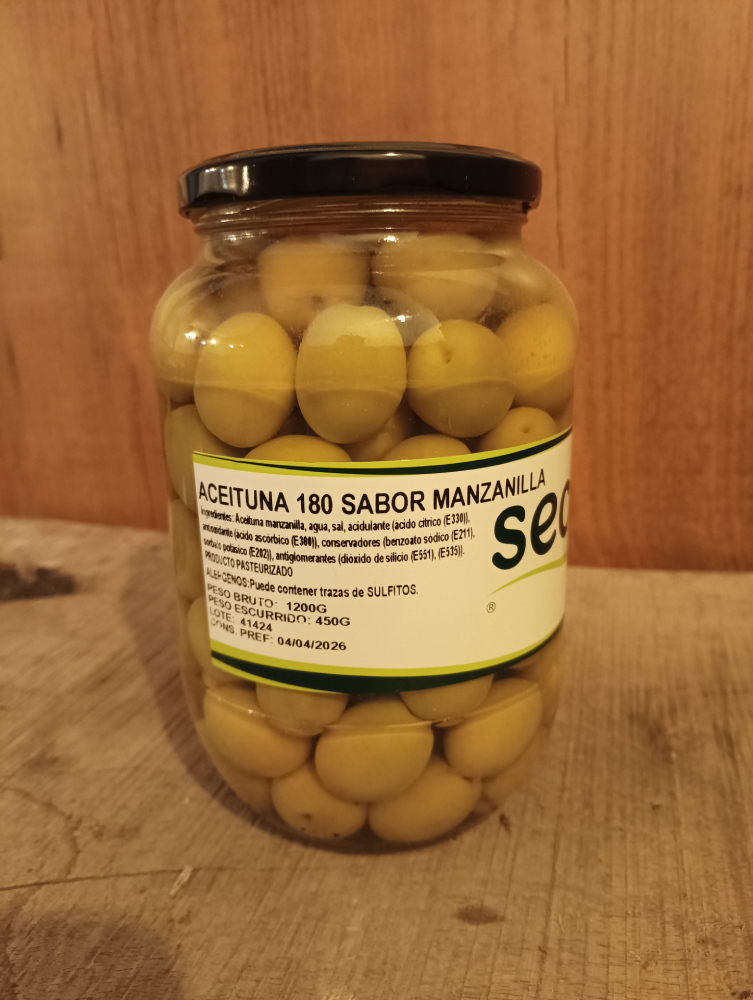 ACEITUNA 180 SABOR MANZANILLA
Ingredientes: Aceituna manzanilla, agua, sal, acidulante (ácido cítrico (E330)),
antioxidante (ácido ascórbico (E300)), conservadores (benzoato sódico (E211),
sorbato potásico (E202)), antiglomerantes (dióxido de silicio (E551), (E535)).
PRODUCTO PASTEURIZADO
ALERGENOS:Puede contener trazas de SULFITOS.
PESO BRUTO: 1200G
PESO ESCURRIDO: 450G
LOTE: 41424
CONS. PREF: 04/04/2026
®